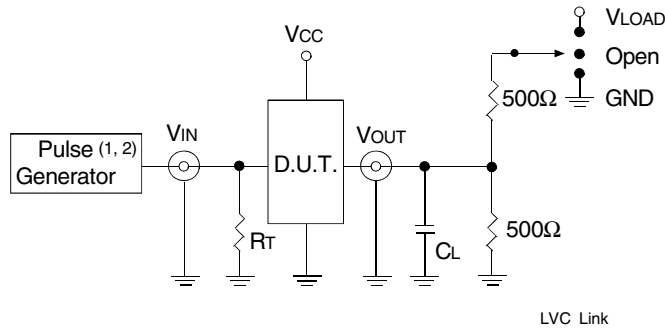 VLOAD
VCC
Open
500Ω
GND
VIN
VOUT
Pulse (1, 2)
Generator
D.U.T.
RT
CL
500Ω
LVC Link